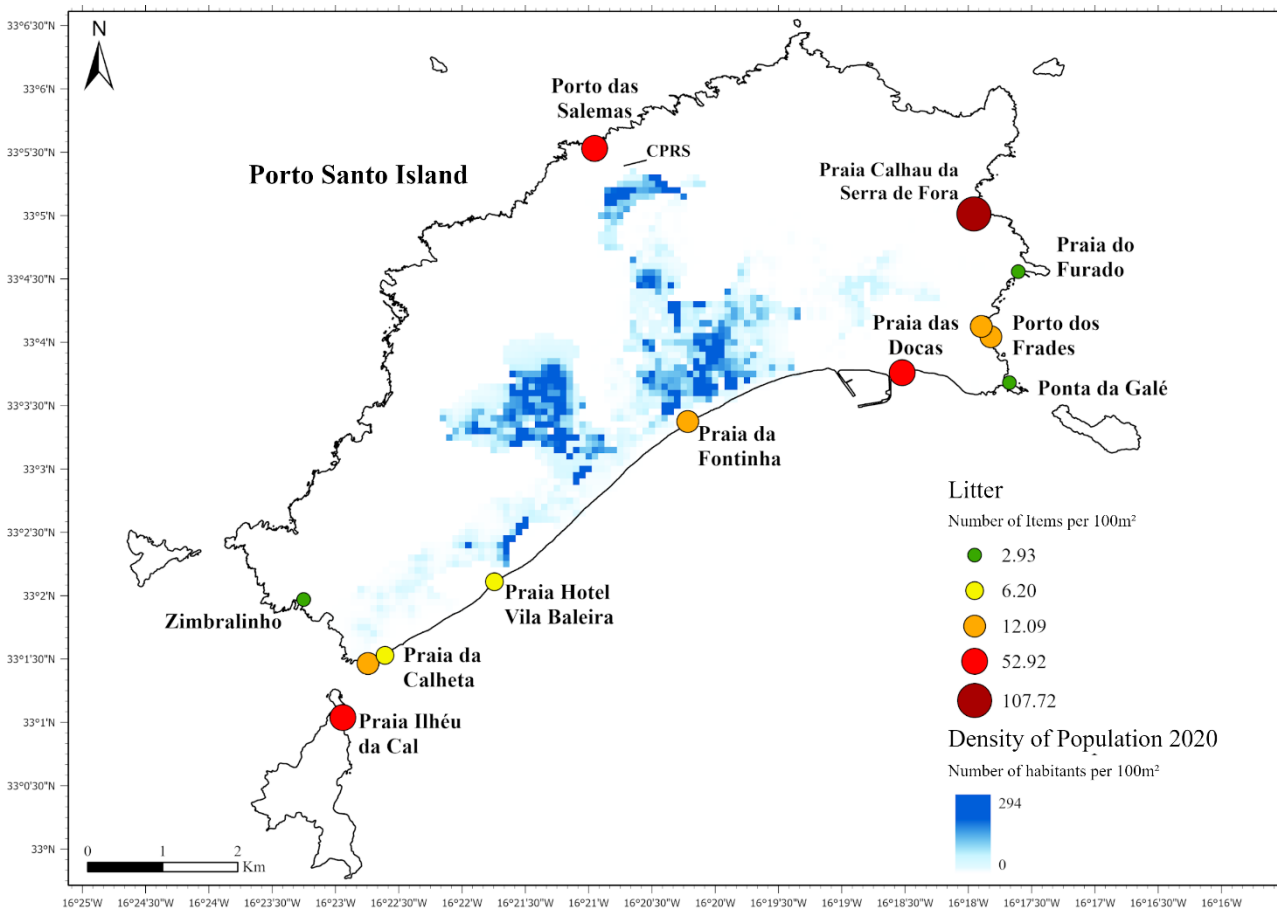 N
Porto Santo Island
Porto das
Salemas
CPRS
Praia Calhau da
Serra de Fora
Praia do
Furado
Praia das
Docas
Porto dos
Frades
Ponta da Galé
Praia da
Fontinha
Praia Hotel
Vila Baleira
Zimbralinho
Praia da
Calheta
Praia Ilhéu
da Cal
Litter
Number of Items per 100m²
2.93
6.20
12.09
52.92
107.72
Density of Population 2020
Number of habitants per 100m²
294
0
0 1 2
Km
33°6'30"N
33°6'N
33°5'30"N
33°5'N
33°4'30"N
33°4'N
33°3'30"N
33°3'N
33°2'30"N
33°2'N
33°1'30"N
33°1'N
33°0'30"N
33°N
16°25'W 16°24'30"W 16°24'W 16°23'30"W 16°23'W 16°22'30"W 16°22'W 16°21'30"W 16°21'W 16°20'30"W 16°20'W 16°19'30"W 16°19'W 16°18'30"W 16°18'W 16°17'30"W 16°17'W 16°16'30"W 16°16'W